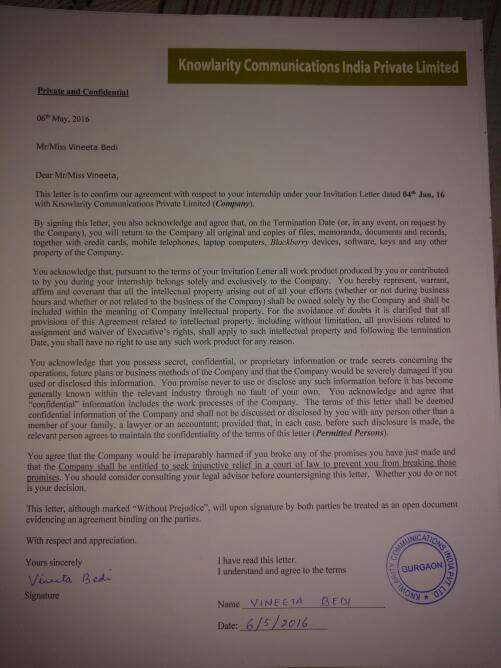 Knowlarity Communications India Private Limited
Private and Confidential
06th May, 2016
Mr/Miss Vineeta Bedi
Dear Mr/Miss Vineeta,
This letter is to confirm our agreement with respect to your internship under your Invitation Letter dated 04th Jan, 16
with Knowlarity Communications Private Limited (Company).
By signing this letter, you also acknowledge and agree that, on the Termination Date (or, in any event, on request by
the Company), you will return to the Company all original and copies of files, memoranda, documents and records,
together with credit cards, mobile telephones, laptop computers, Blackberry devices, software, keys and any other
property of the Company.
You acknowledge that, pursuant to the terms of your Invitation Letter all work product produced by you or contributed
to by you during your internship belongs solely and exclusively to the Company. You hereby represent, warrant,
affirm and covenant that all the intellectual property arising out of all your efforts (whether or not during business
hours and whether or not related to the business of the Company) shall be owned solely by the Company and shall be
included within the meaning of Company intellectual property. For the avoidance of doubts it is clarified that all
provisions of this Agreement related to intellectual property, including without limitation, all provisions related to
assignment and waiver of Executive's rights, shall apply to such intellectual property and following the termination
Date, you shall have no right to use any such work product for any reason.
You acknowledge that you possess secret, confidential, or proprietary information or trade secrets concerning the
operations, future plans or business methods of the Company and that the Company would be severely damaged if you
used or disclosed this information. You promise never to use or disclose any such information before it has become
generally known within the relevant industry through no fault of your own. You acknowledge and agree that
"confidential" information includes the work processes of the Company. The terms of this letter shall be deemed
confidential information of the Company and shall not be discussed or disclosed by you with any person other than a
member of your family, a lawyer or an accountant; provided that, in each case, before such disclosure is made, the
relevant person agrees to maintain the confidentiality of the terms of this letter (Permitted Persons).
You agree that the Company would be irreparably harmed if you broke any of the promises you have just made and
that the Company shall be entitled to seek injunctive relief in a court of law to prevent you from breaking those
promises. You should consider consulting your legal advisor before countersigning this letter. Whether you do or not
is your decision.
This letter, although marked "Without Prejudice", will upon signature by both parties be treated as an open document
evidencing an agreement binding on the parties.
With respect and appreciation.
Yours sincerely
Vineeta Bedi
Signature
I have read this letter.
I understand and agree to the terms
Name VINEETA BEDI
Date: 6/5/2016
KNOWLARITY COMMUNICATIONS INDIA PVT LTD
GURGAON